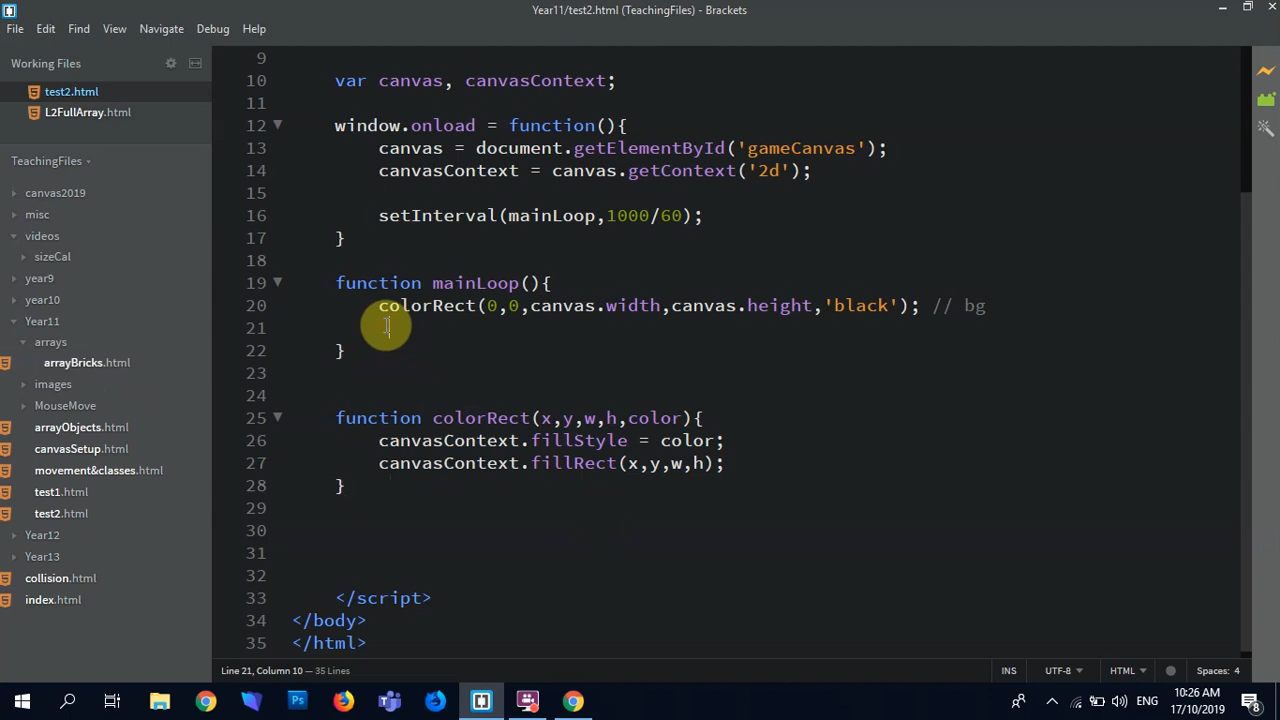 Year11/test2.html (TeachingFiles) - Brackets
File Edit Find View Navigate Debug Help
Working Files
test2.html
L2FullArray.html
TeachingFiles
canvas2019
misc
videos
sizeCal
year9
year10
Year11
arrays
arrayBricks.html
images
MouseMove
arrayObjects.html
canvasSetup.html
movement&classes.html
test1.html
test2.html
Year12
Year13
collision.html
index.html
9
10 var canvas, canvasContext;
11
12 window.onload = function(){
13 canvas = document.getElementById('gameCanvas');
14 canvasContext = canvas.getContext('2d');
15
16 setInterval(mainLoop,1000/60);
17 }
18
19 function mainLoop(){
20 colorRect(0,0,canvas.width,canvas.height,'black'); // bg
21
22 }
23
24
25 function colorRect(x,y,w,h,color){
26 canvasContext.fillStyle = color;
27 canvasContext.fillRect(x,y,w,h);
28 }
29
30
31
32
33 </script>
34 </body>
35 </html>
Line 21, Column 10 — 35 Lines
INS UTF-8 HTML Spaces: 4
ENG
10:26 AM
17/10/2019
8